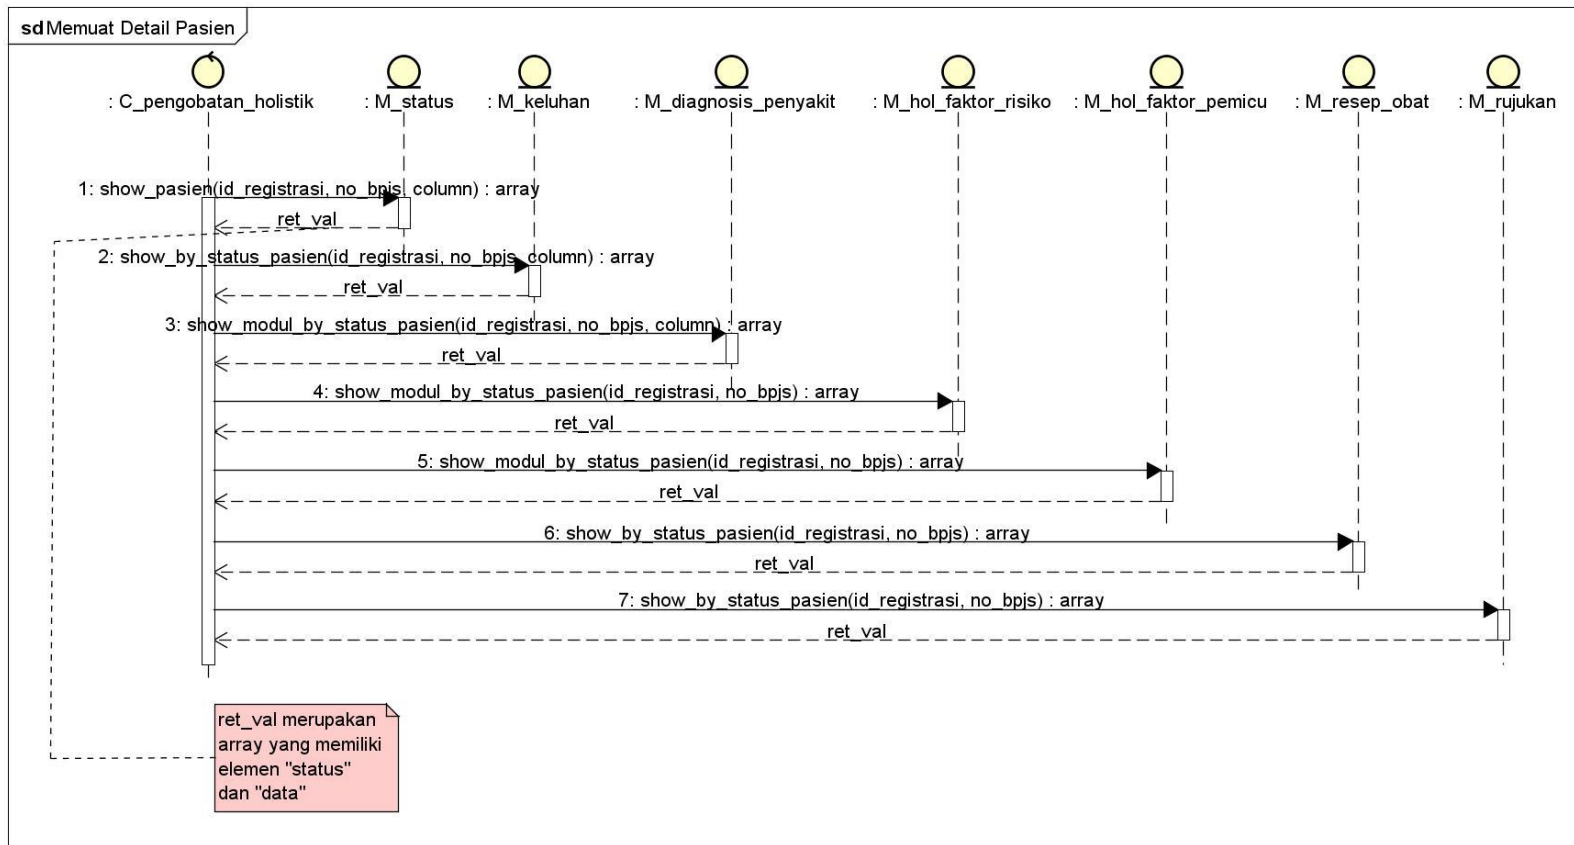 sd Memuat Detail Pasien
: C_pengobatan_holistik
: M_status
: M_keluhan
: M_diagnosis_penyakit
: M_hol_faktor_risiko
: M_hol_faktor_pemicu
: M_resep_obat
: M_rujukan
1: show_pasien(id_registrasi, no_bpjs, column) : array
ret_val
2: show_by_status_pasien(id_registrasi, no_bpjs, column) : array
ret_val
3: show_modul_by_status_pasien(id_registrasi, no_bpjs, column) : array
ret_val
4: show_modul_by_status_pasien(id_registrasi, no_bpjs) : array
ret_val
5: show_modul_by_status_pasien(id_registrasi, no_bpjs) : array
ret_val
6: show_by_status_pasien(id_registrasi, no_bpjs) : array
ret_val
7: show_by_status_pasien(id_registrasi, no_bpjs) : array
ret_val
ret_val merupakan
array yang memiliki
elemen "status"
dan "data"